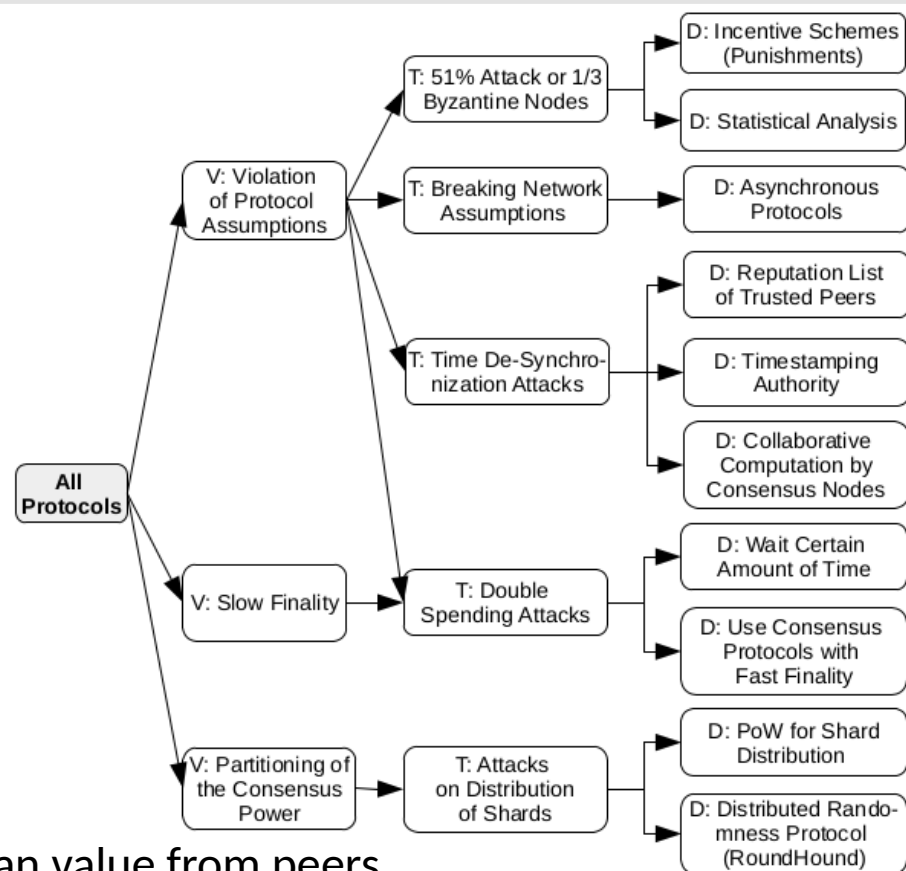 D: Incentive Schemes
(Punishments)
T: 51% Attack or 1/3
Byzantine Nodes
D: Statistical Analysis
V: Violation
of Protocol
Assumptions
T: Breaking Network
Assumptions
D: Asynchronous
Protocols
D: Reputation List
of Trusted Peers
T: Time De-Synchro-
nization Attacks
D: Timestamping
Authority
D: Collaborative
Computation by
Consensus Nodes
All
Protocols
D: Wait Certain
Amount of Time
V: Slow Finality
T: Double
Spending Attacks
D: Use Consensus
Protocols with
Fast Finality
D: PoW for Shard
Distribution
V: Partitioning of
the Consensus
Power
T: Attacks
on Distribution
of Shards
D: Distributed Rando-
mness Protocol
(RoundHound)
an value from peers